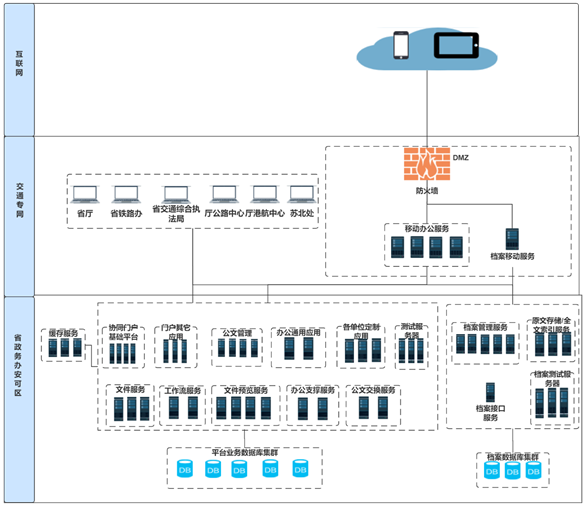 互联网
交通专网
DMZ
防火墙
省厅
省铁路办
省交通综合执
法局
厅公路中心
厅港航中心
苏北处
移动办公服务
档案移动服务
省政务办安可区
缓存服务
协同门户
基础平台
门户其它
应用
公文管理
办公通用应用
各单位定制
应用
测试服
务器
档案管理服务
原文存储/全
文索引服务
文件服务
工作流服务
文件预览服务
办公支撑服务
公文交换服务
档案接口
服务
档案测试服
务器
平台业务数据库集群
DB
DB
DB
DB
DB
档案数据库集群
DB
DB
DB